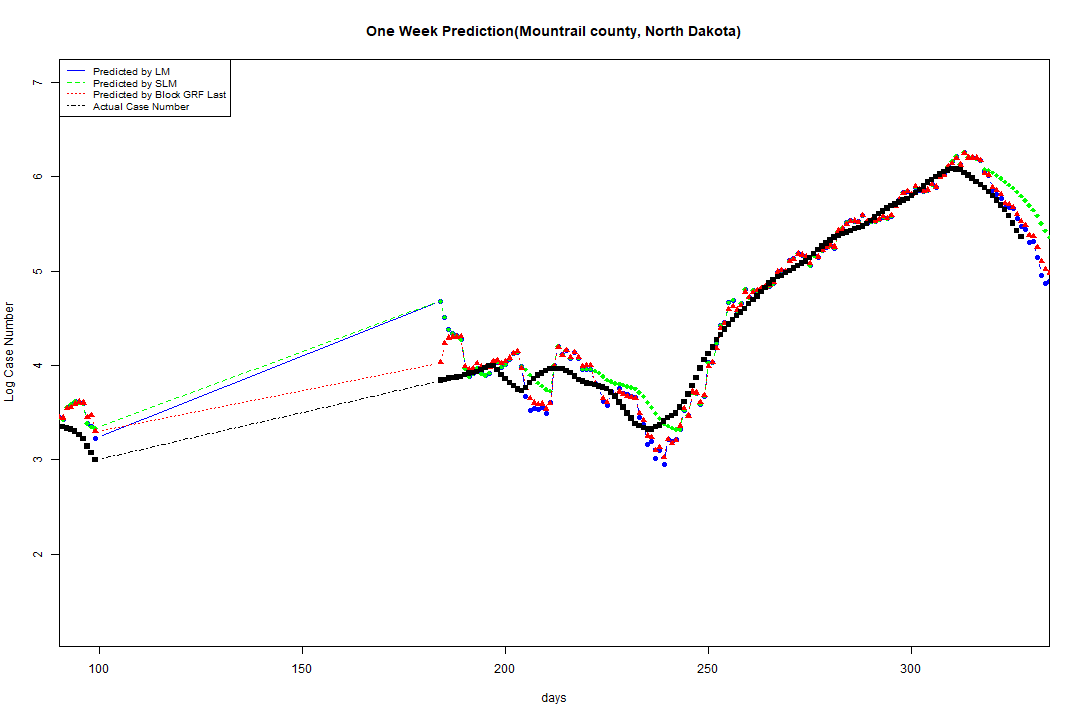 One Week Prediction(Mountrail county, North Dakota)
Predicted by LM
Predicted by SLM
Predicted by Block GRF Last
Actual Case Number
7
6
5
4
3
2
Log Case Number
100 150 200 250 300
days